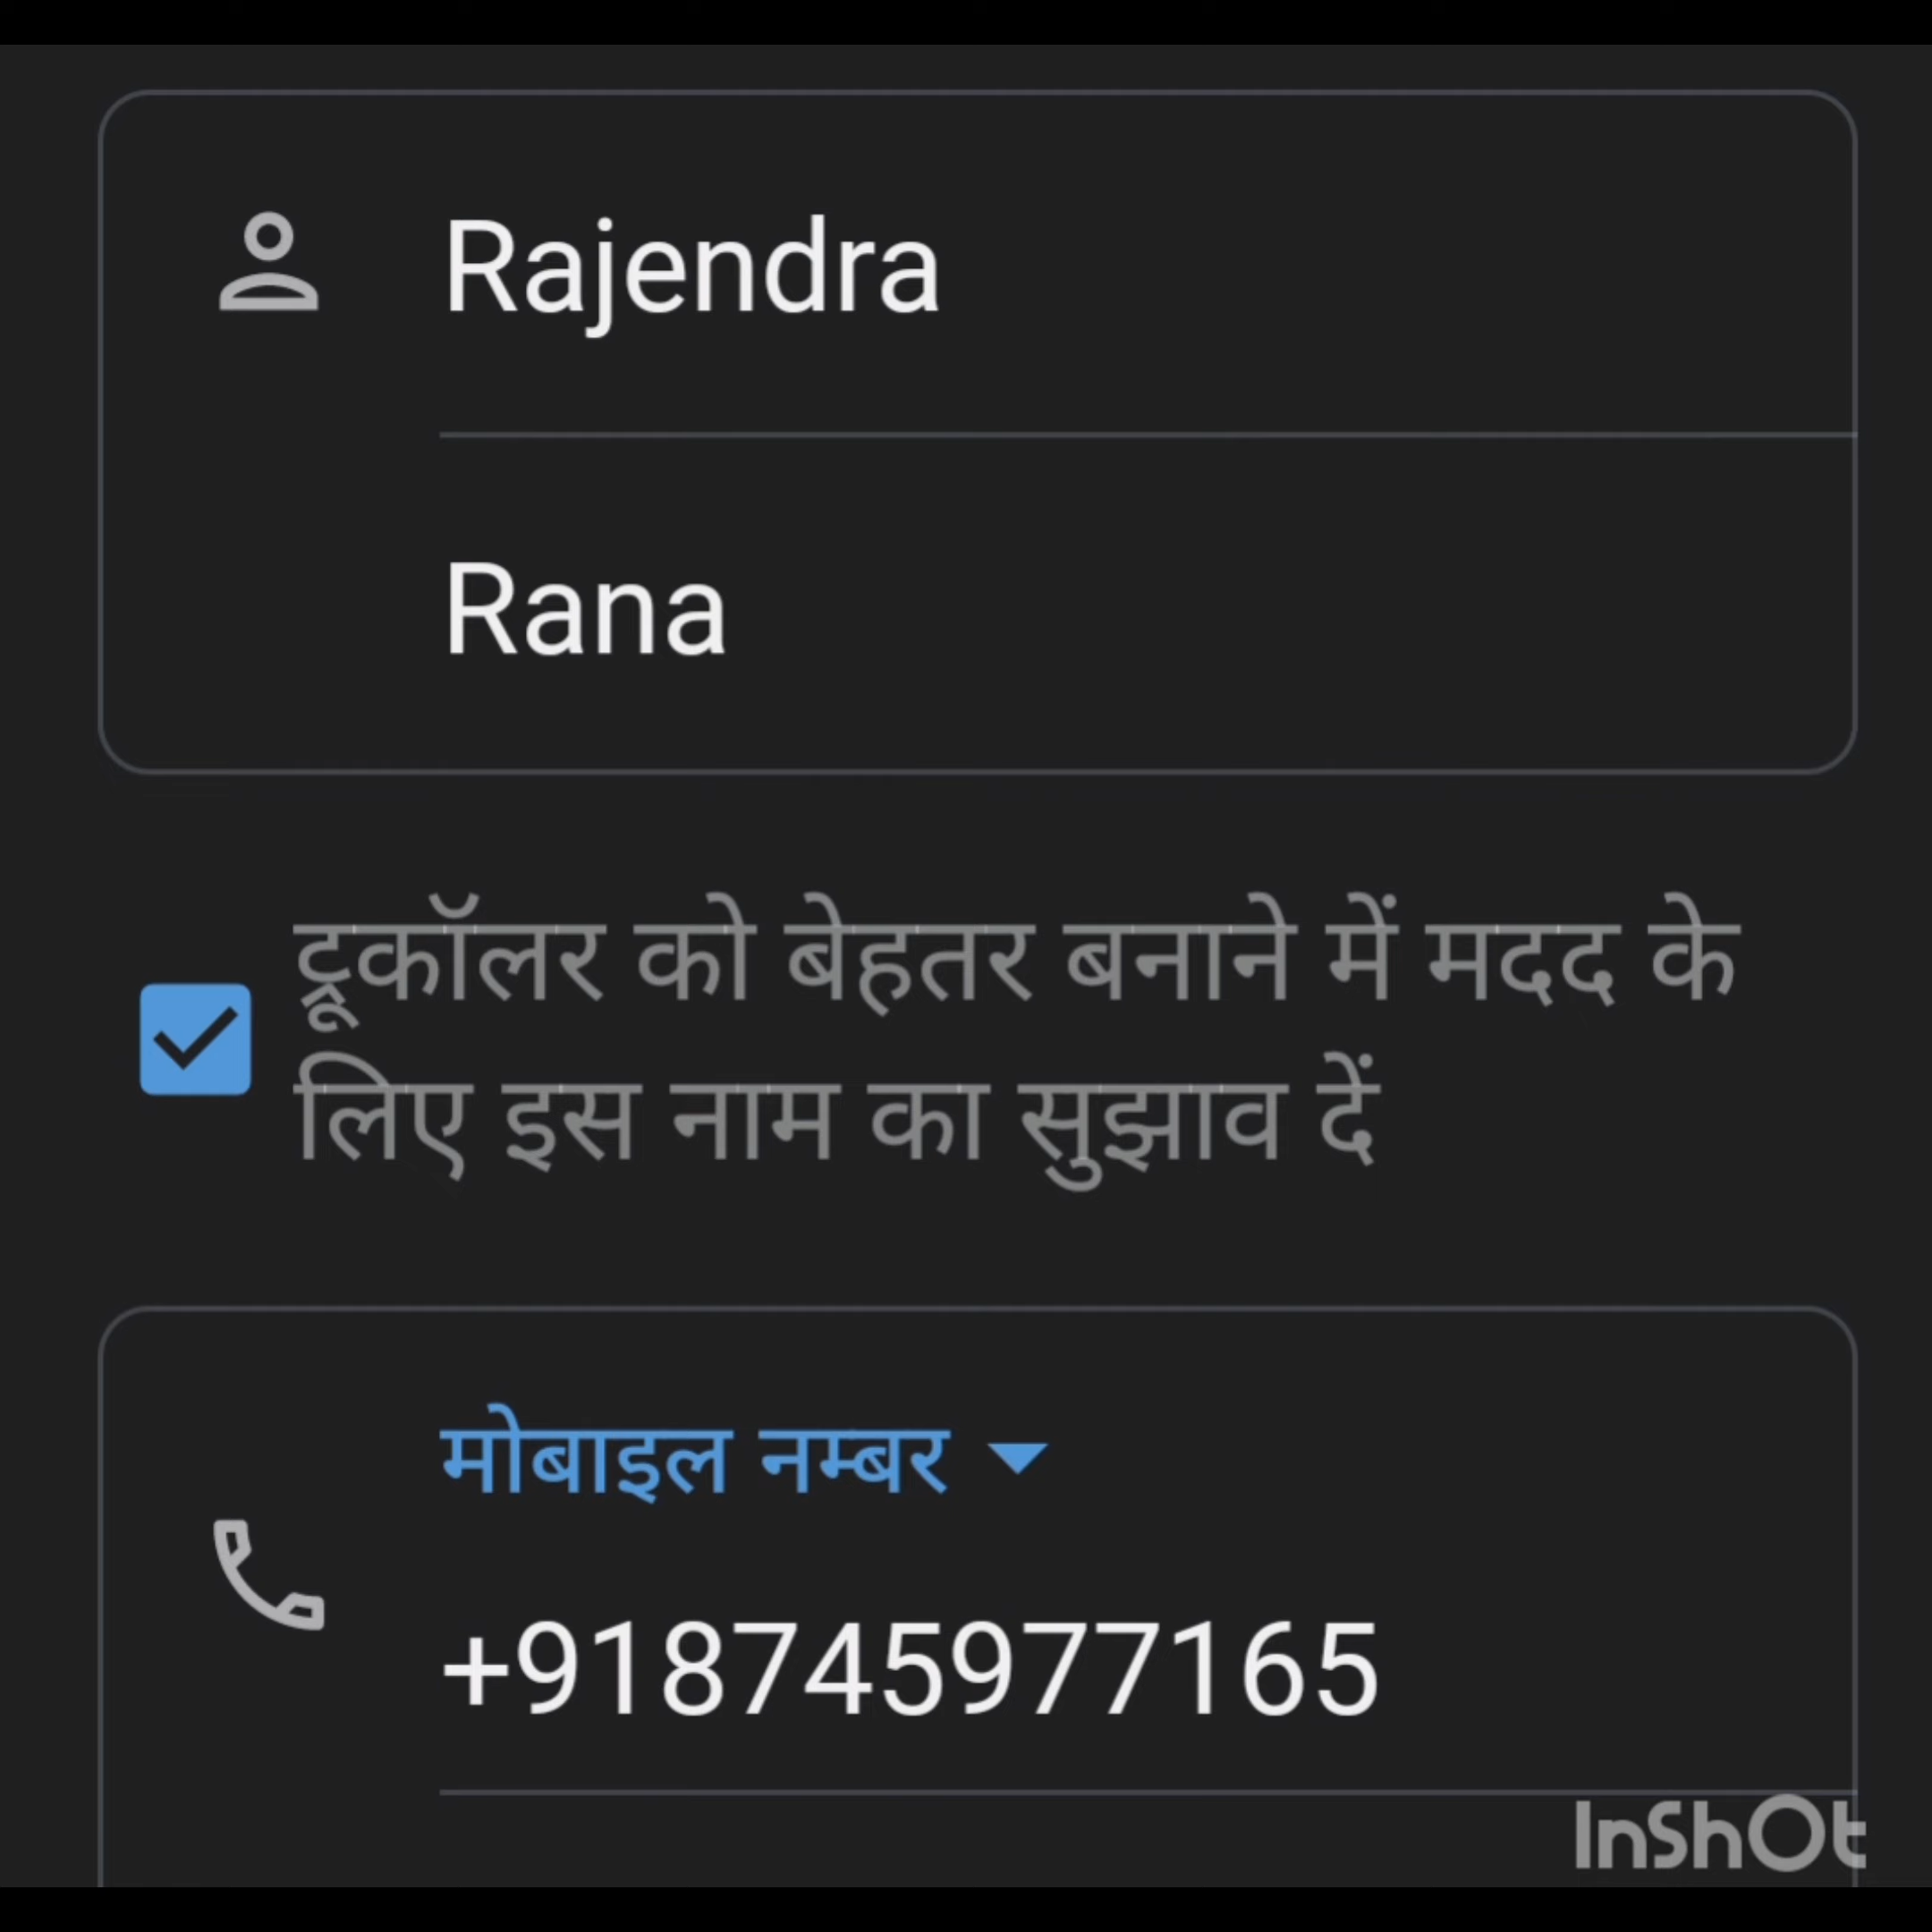 Rajendra
Rana
ट्रूकॉलर को बेहतर बनाने में मदद के
लिए इस नाम का सुझाव दें
मोबाइल नम्बर
+918745977165
InShOt